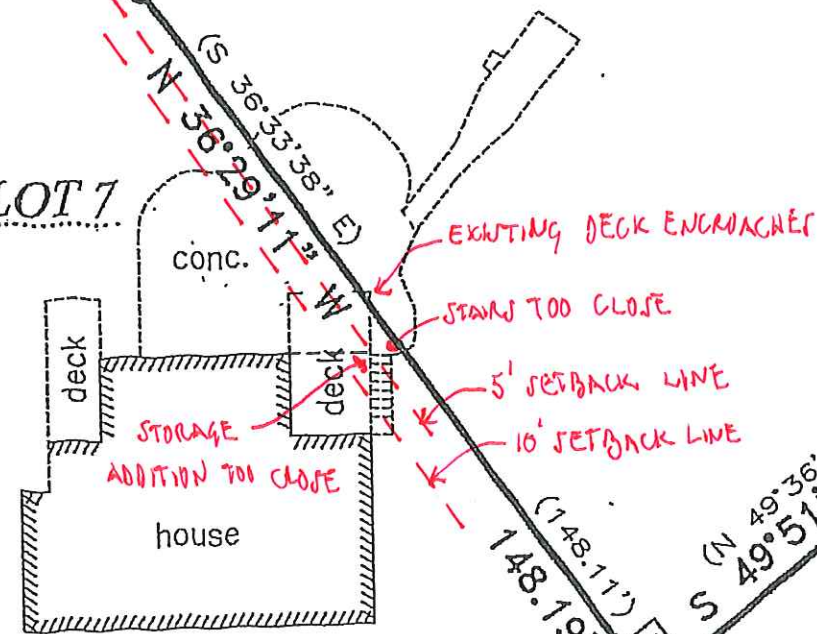 (S 36°33'38" E)
N 36°29'11" W
LOT 7
conc.
EXISTING DECK ENCROACHES
STAIRS TOO CLOSE
deck
deck
5' SETBACK LINE
STORAGE
ADDITION TOO CLOSE
10' SETBACK LINE
house
(148.11')
148.19
(N 49°36'
S 49°51'